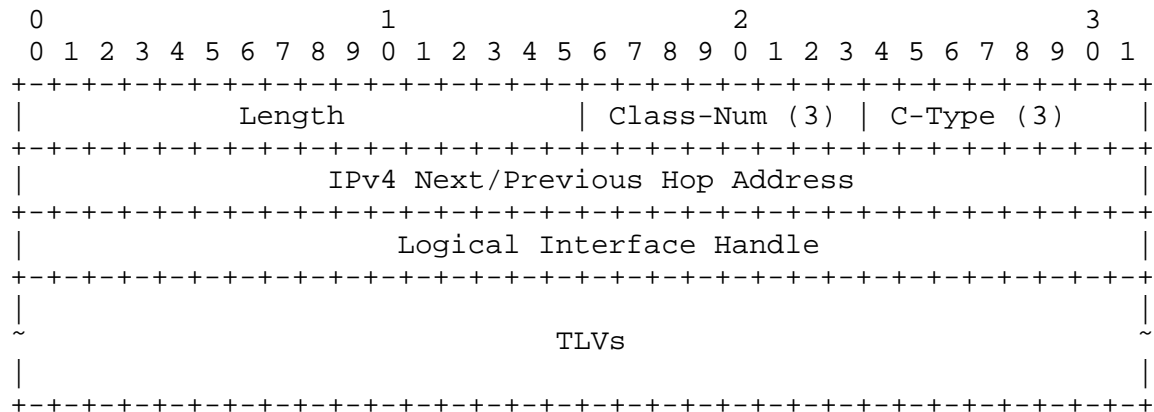 0                   1                   2                   3
 0 1 2 3 4 5 6 7 8 9 0 1 2 3 4 5 6 7 8 9 0 1 2 3 4 5 6 7 8 9 0 1
+-+-+-+-+-+-+-+-+-+-+-+-+-+-+-+-+-+-+-+-+-+-+-+-+-+-+-+-+-+-+-+-+
|            Length             | Class-Num (3) | C-Type (3)    |
+-+-+-+-+-+-+-+-+-+-+-+-+-+-+-+-+-+-+-+-+-+-+-+-+-+-+-+-+-+-+-+-+
|                 IPv4 Next/Previous Hop Address                |
+-+-+-+-+-+-+-+-+-+-+-+-+-+-+-+-+-+-+-+-+-+-+-+-+-+-+-+-+-+-+-+-+
|                     Logical Interface Handle                  |
+-+-+-+-+-+-+-+-+-+-+-+-+-+-+-+-+-+-+-+-+-+-+-+-+-+-+-+-+-+-+-+-+
|                                                               |
~                              TLVs                             ~
|                                                               |
+-+-+-+-+-+-+-+-+-+-+-+-+-+-+-+-+-+-+-+-+-+-+-+-+-+-+-+-+-+-+-+-+